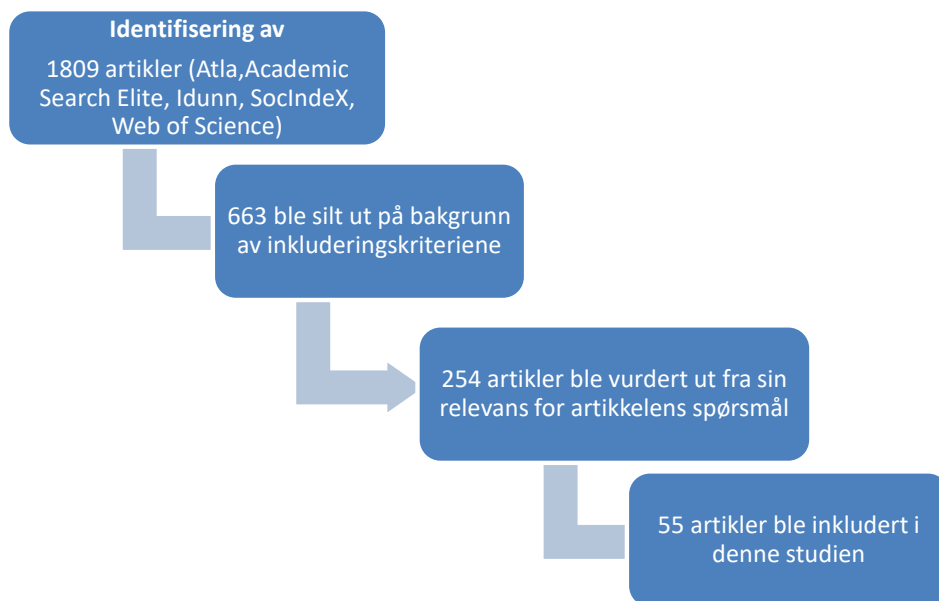 Identifisering av
1809 artikler (Atla,Academic
Search Elite, Idunn, SocIndeX,
Web of Science)
663 ble silt ut på bakgrunn
av inkluderingskriteriene
254 artikler ble vurdert ut fra sin
relevans for artikkelens spørsmål
55 artikler ble inkludert i
denne studien